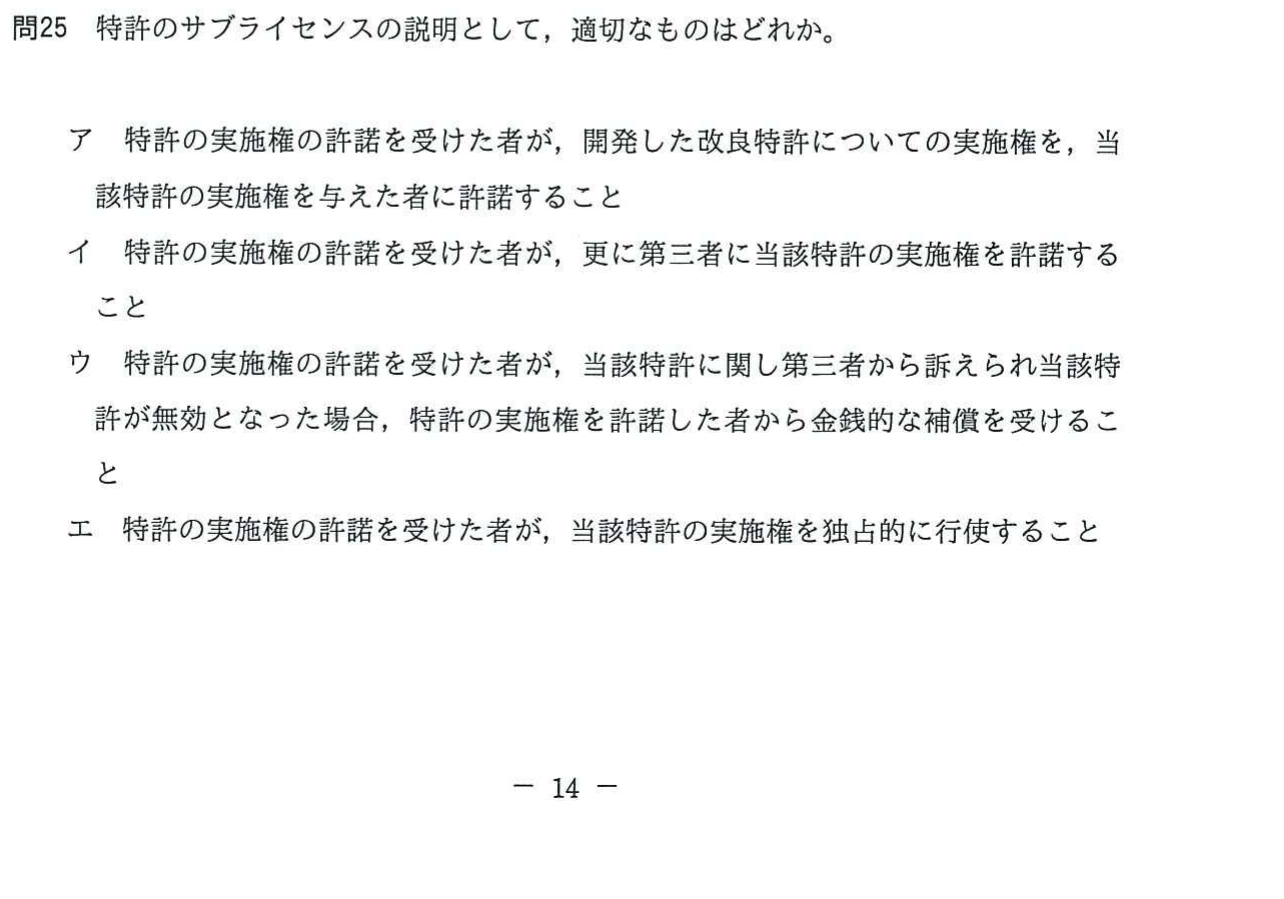 問25 特許のサブライセンスの説明として，適切なものはどれか。
ア 特許の実施権の許諾を受けた者が，開発した改良特許についての実施権を，当
該特許の実施権を与えた者に許諾すること
イ 特許の実施権の許諾を受けた者が，更に第三者に当該特許の実施権を許諾する
こと
ウ 特許の実施権の許諾を受けた者が，当該特許に関し第三者から訴えられ当該特
許が無効となった場合，特許の実施権を許諾した者から金銭的な補償を受けるこ
と
エ 特許の実施権の許諾を受けた者が，当該特許の実施権を独占的に行使すること
－ 14 －